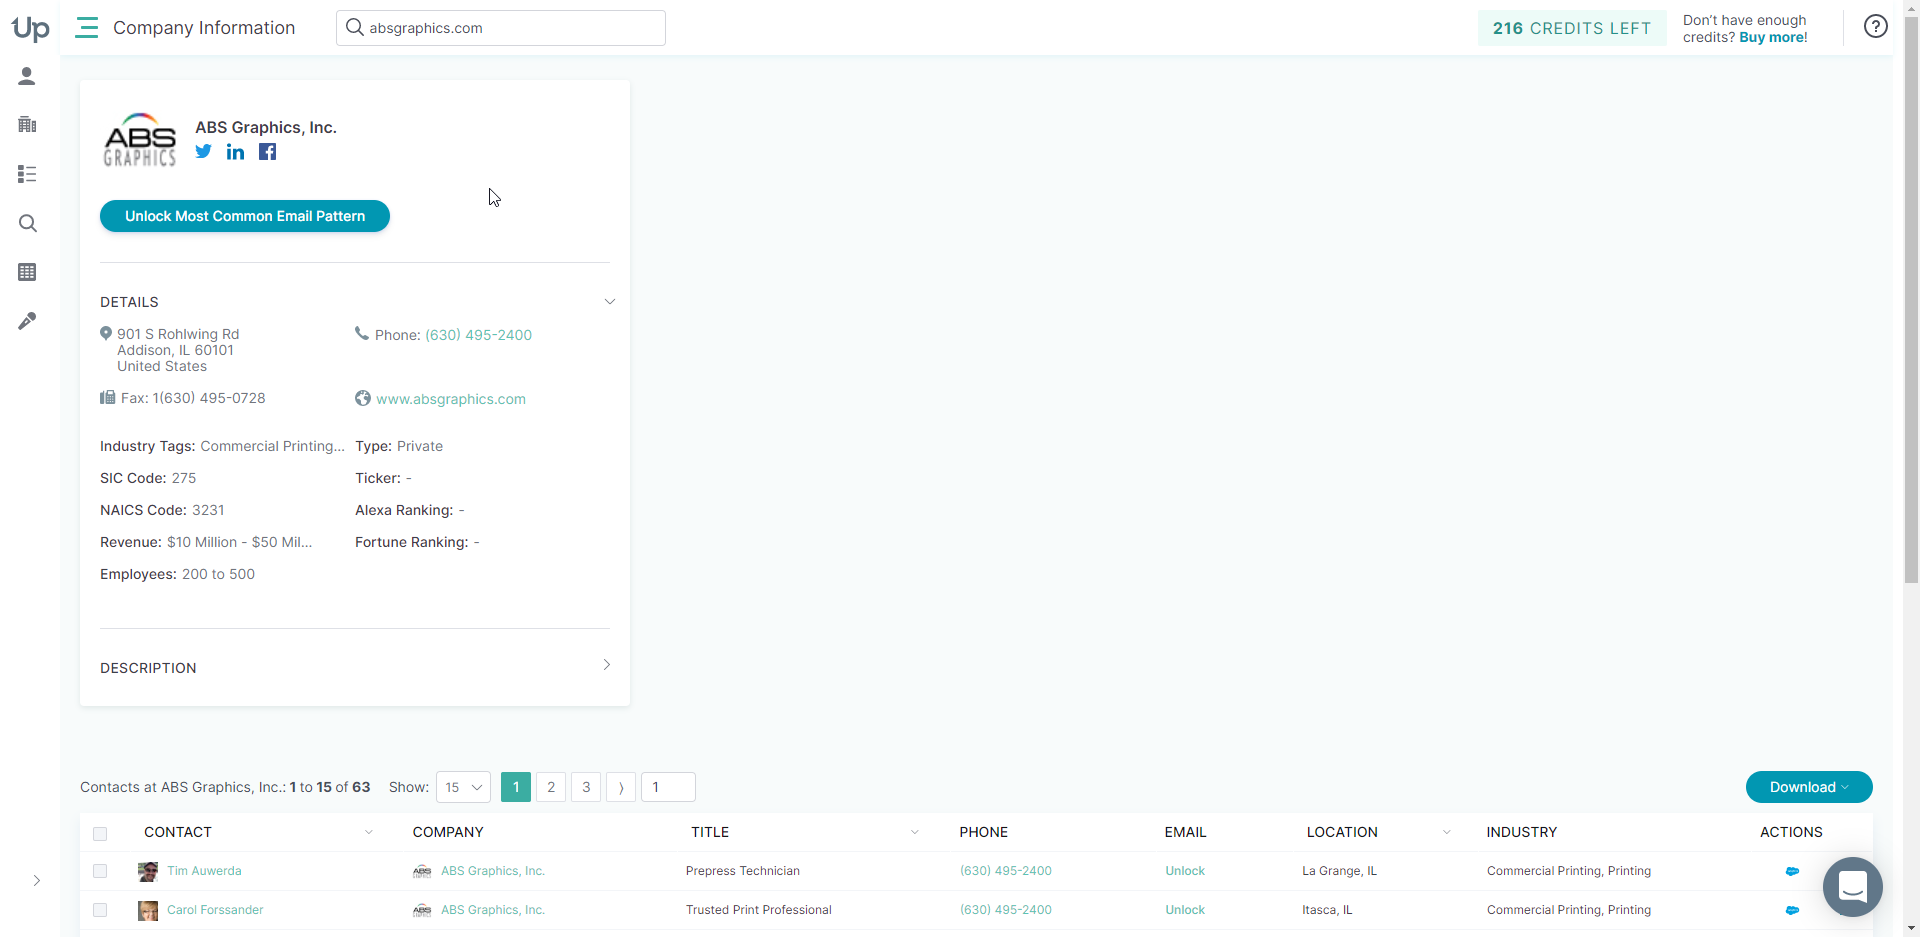 Up
Company Information
absgraphics.com
216 CREDITS LEFT
Don't have enough
credits? Buy more!
ABS
GRAPHICS
ABS Graphics, Inc.
Unlock Most Common Email Pattern
DETAILS
901 S Rohlwing Rd
Addison, IL 60101
United States
Phone: (630) 495-2400
Fax: 1(630) 495-0728
www.absgraphics.com
Industry Tags: Commercial Printing...
Type: Private
SIC Code: 275
Ticker: -
NAICS Code: 3231
Alexa Ranking: -
Revenue: $10 Million - $50 Mil...
Fortune Ranking: -
Employees: 200 to 500
DESCRIPTION
Contacts at ABS Graphics, Inc.: 1 to 15 of 63 Show: 15 1 2 3 ⟩ 1
Download
CONTACT COMPANY TITLE PHONE EMAIL LOCATION INDUSTRY ACTIONS
Tim Auwerda ABS Graphics, Inc. Prepress Technician (630) 495-2400 Unlock La Grange, IL Commercial Printing, Printing
Carol Forssander ABS Graphics, Inc. Trusted Print Professional (630) 495-2400 Unlock Itasca, IL Commercial Printing, Printing